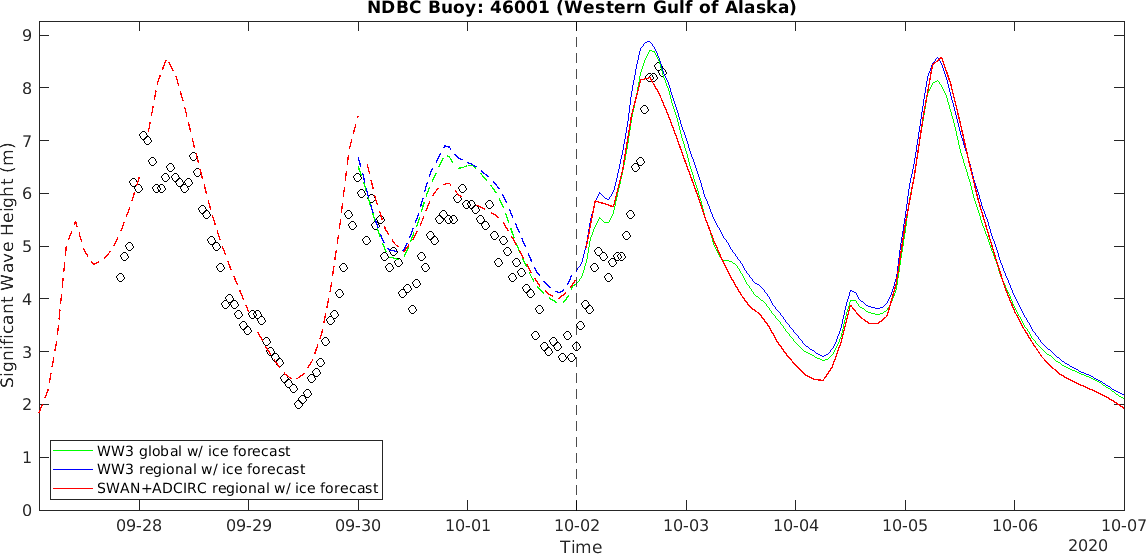 NDBC Buoy: 46001 (Western Gulf of Alaska)
Significant Wave Height (m)
9
8
7
6
5
4
3
2
1
0
WW3 global w/ ice forecast
WW3 regional w/ ice forecast
SWAN+ADCIRC regional w/ ice forecast
09-28 09-29 09-30 10-01 10-02 10-03 10-04 10-05 10-06 10-07
Time
2020